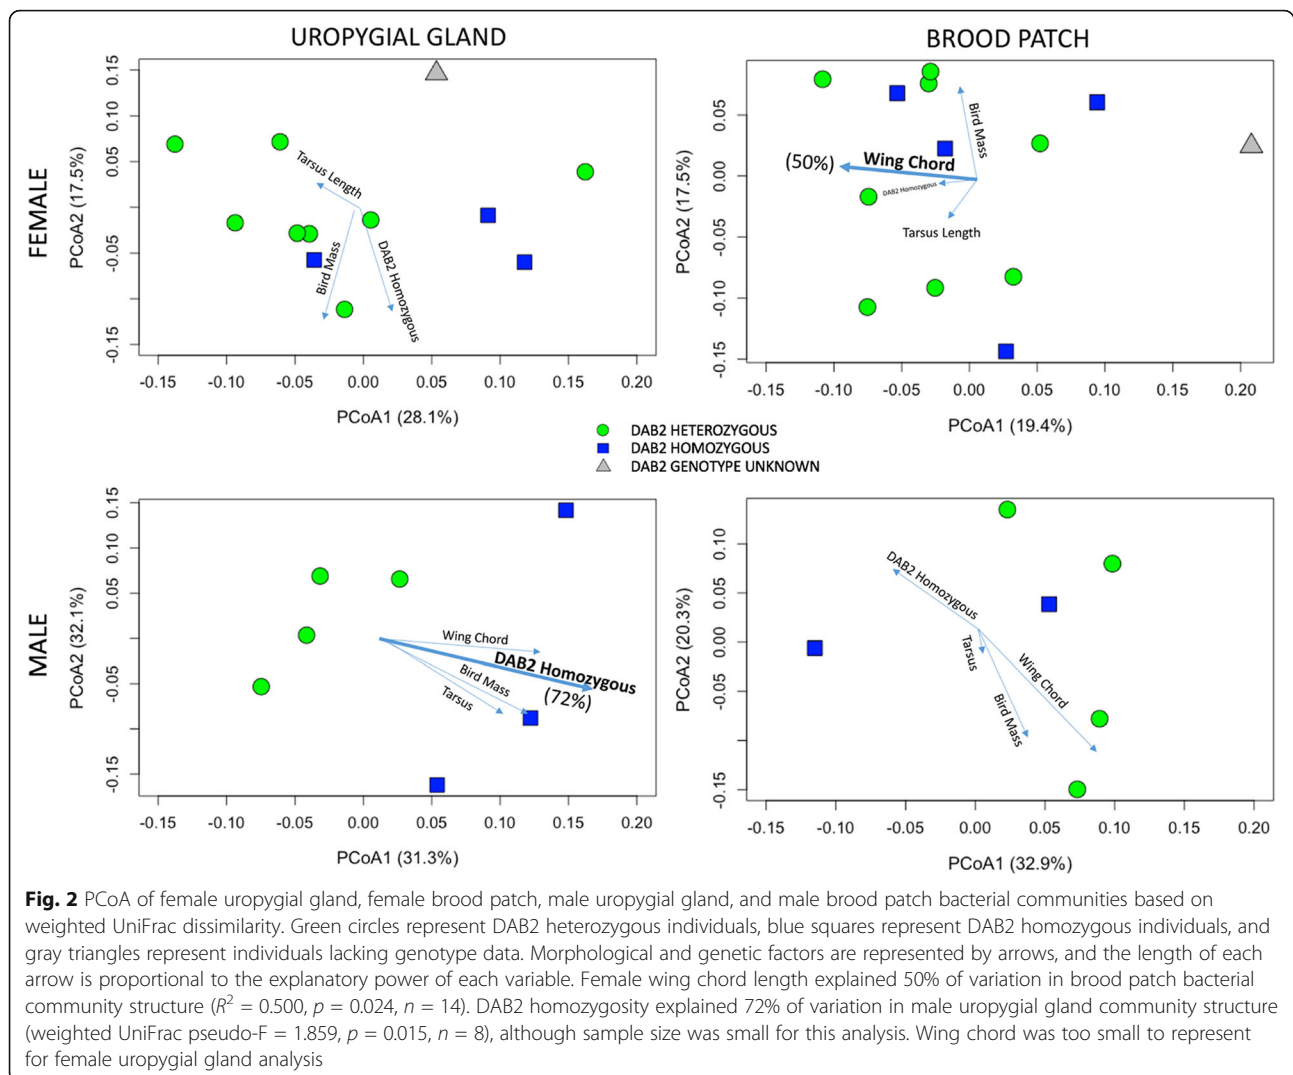 UROPYGIAL GLAND
BROOD PATCH
FEMALE
PCoA2 (17.5%)
0.15
0.10
0.05
-0.05
-0.15
Tarsus Length
Bird Mass
DAB2 Homozygous
-0.15 -0.10 -0.05 0.00 0.05 0.10 0.15 0.20
PCoA1 (28.1%)
PCoA2 (17.5%)
0.05
0.00
-0.05
-0.10
-0.15
Bird Mass
(50%)
Wing Chord
DAB2 Homozygous
Tarsus Length
-0.15 -0.10 -0.05 0.00 0.05 0.10 0.15 0.20
PCoA1 (19.4%)
DAB2 HETEROZYGOUS
DAB2 HOMOZYGOUS
DAB2 GENOTYPE UNKNOWN
MALE
PCoA2 (32.1%)
0.15
0.10
0.05
-0.05
-0.15
Wing Chord
DAB2 Homozygous
(72%)
Bird Mass
Tarsus
-0.15 -0.10 -0.05 0.00 0.05 0.10 0.15 0.20
PCoA1 (31.3%)
PCoA2 (20.3%)
0.10
0.05
0.00
-0.05
-0.15
DAB2 Homozygous
Tarsus
Wing Chord
Bird Mass
-0.15 -0.10 -0.05 0.00 0.05 0.10 0.15 0.20
PCoA1 (32.9%)
Fig. 2 PCoA of female uropygial gland, female brood patch, male uropygial gland, and male brood patch bacterial communities based on
weighted UniFrac dissimilarity. Green circles represent DAB2 heterozygous individuals, blue squares represent DAB2 homozygous individuals, and
gray triangles represent individuals lacking genotype data. Morphological and genetic factors are represented by arrows, and the length of each
arrow is proportional to the explanatory power of each variable. Female wing chord length explained 50% of variation in brood patch bacterial
community structure (R² = 0.500, p = 0.024, n = 14). DAB2 homozygosity explained 72% of variation in male uropygial gland community structure
(weighted UniFrac pseudo-F = 1.859, p = 0.015, n = 8), although sample size was small for this analysis. Wing chord was too small to represent
for female uropygial gland analysis